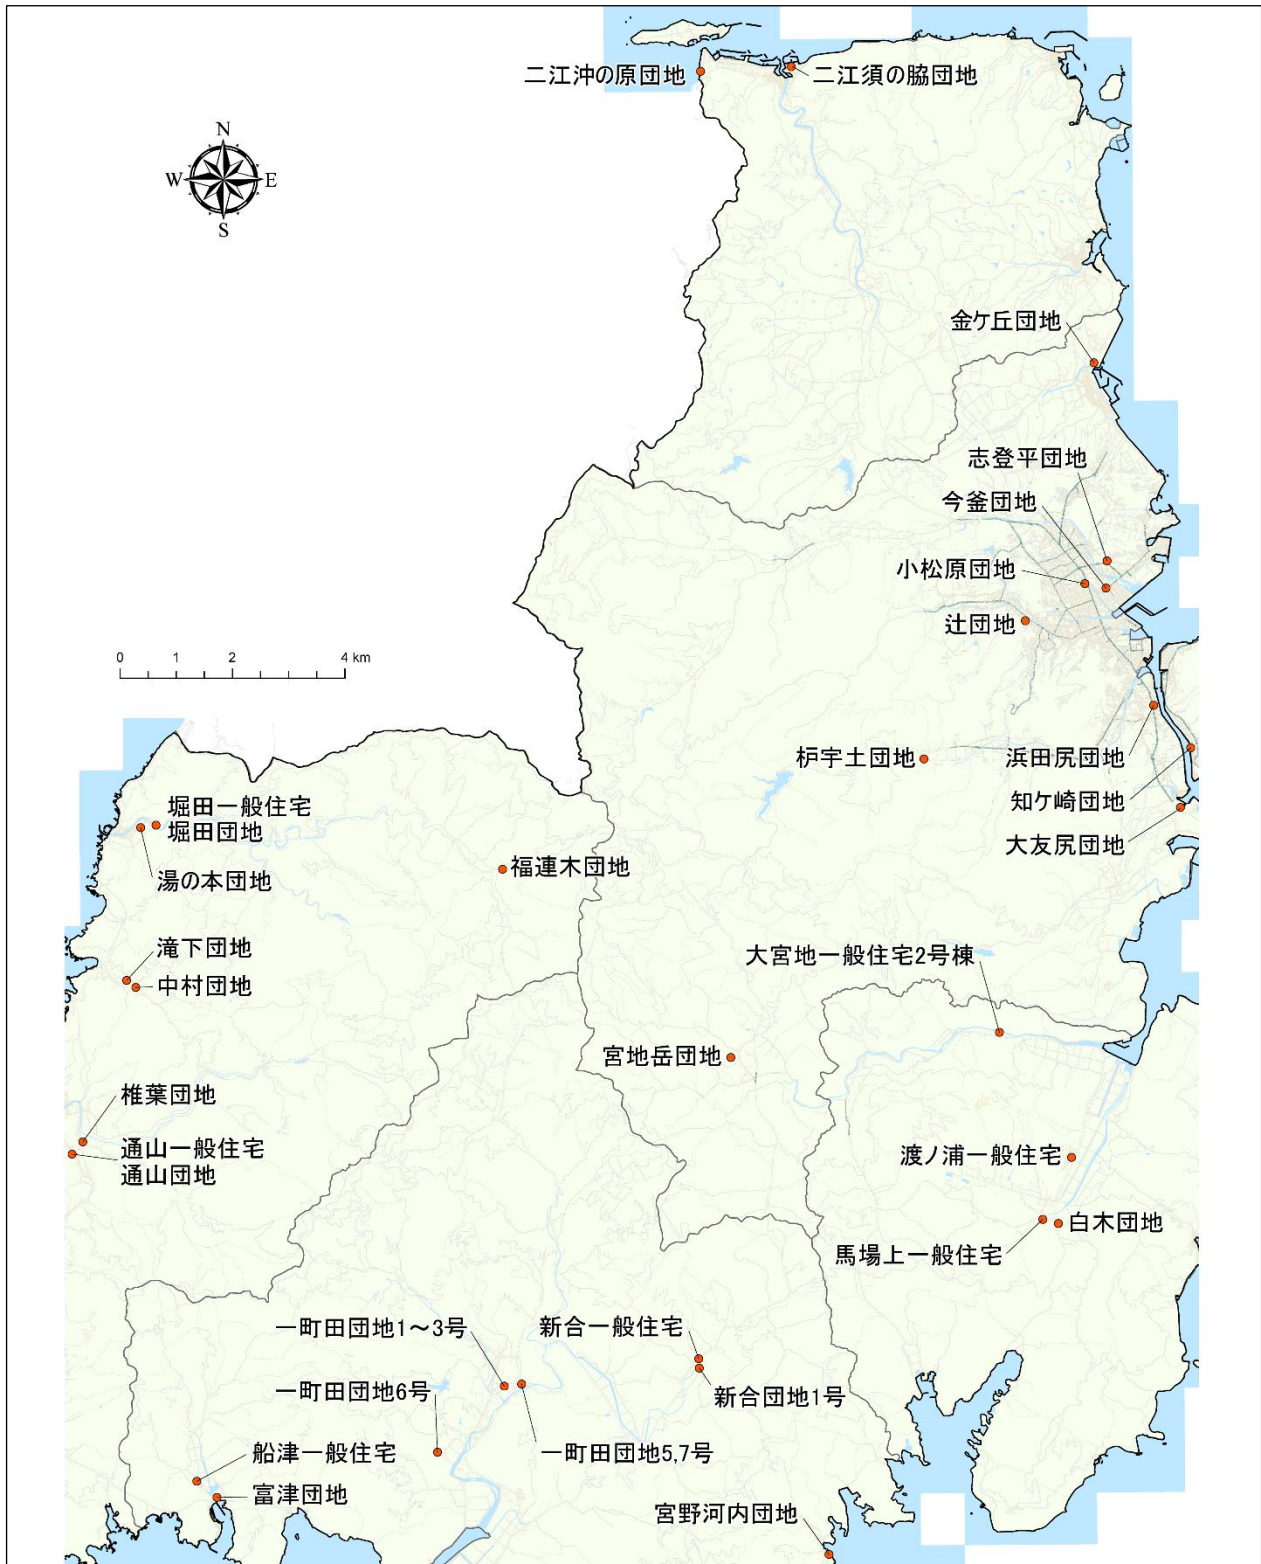 二江沖の原団地
二江須の脇団地
N
W
E
S
金ケ丘団地
志登平団地
今釜団地
小松原団地
辻団地
0 1 2 4 km
枦宇土団地
浜田尻団地
知ケ崎団地
大友尻団地
堀田一般住宅
堀田団地
湯の本団地
福連木団地
滝下団地
中村団地
大宮地一般住宅2号棟
宮地岳団地
椎葉団地
通山一般住宅
通山団地
渡ノ浦一般住宅
白木団地
馬場上一般住宅
一町田団地1～3号
新合一般住宅
一町田団地6号
新合団地1号
船津一般住宅
一町田団地5,7号
富津団地
宮野河内団地